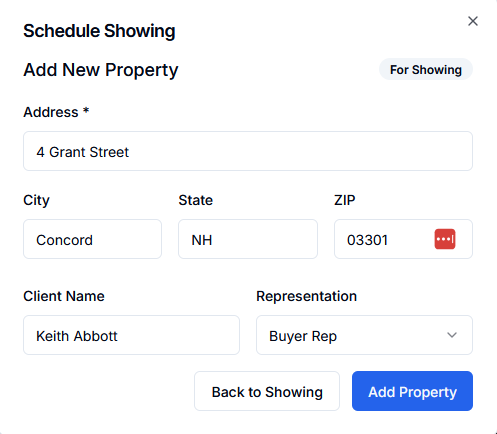 Schedule Showing
Add New Property
For Showing
Address *
4 Grant Street
City State ZIP
Concord NH 03301
Client Name Representation
Keith Abbott Buyer Rep
Back to Showing Add Property